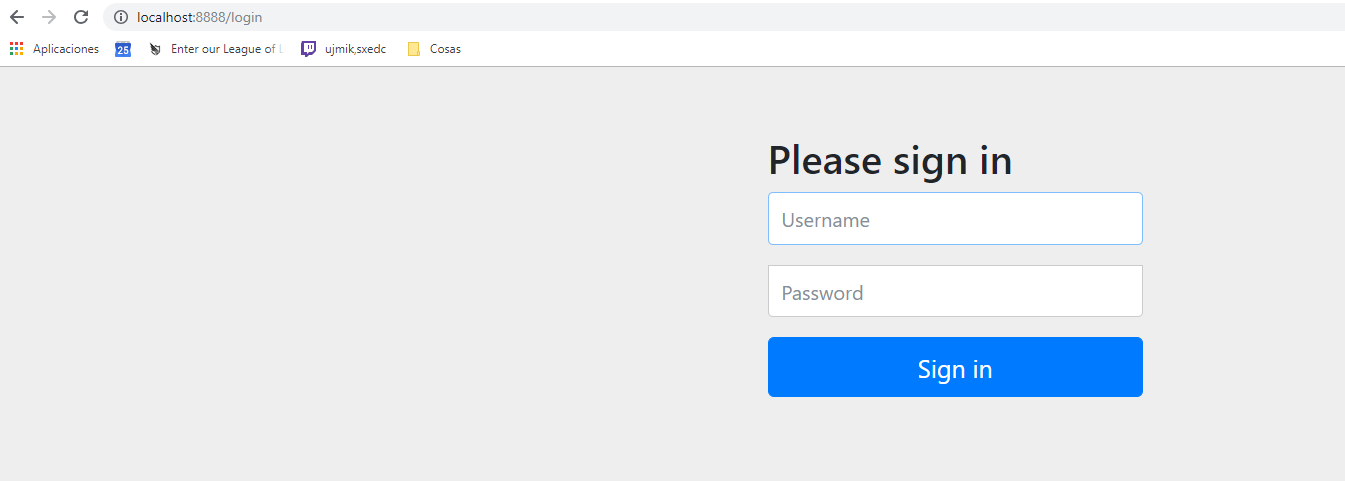 localhost:8888/login
Aplicaciones 25 Enter our League of ujmik,sxedc Cosas
Please sign in
Username
Password
Sign in